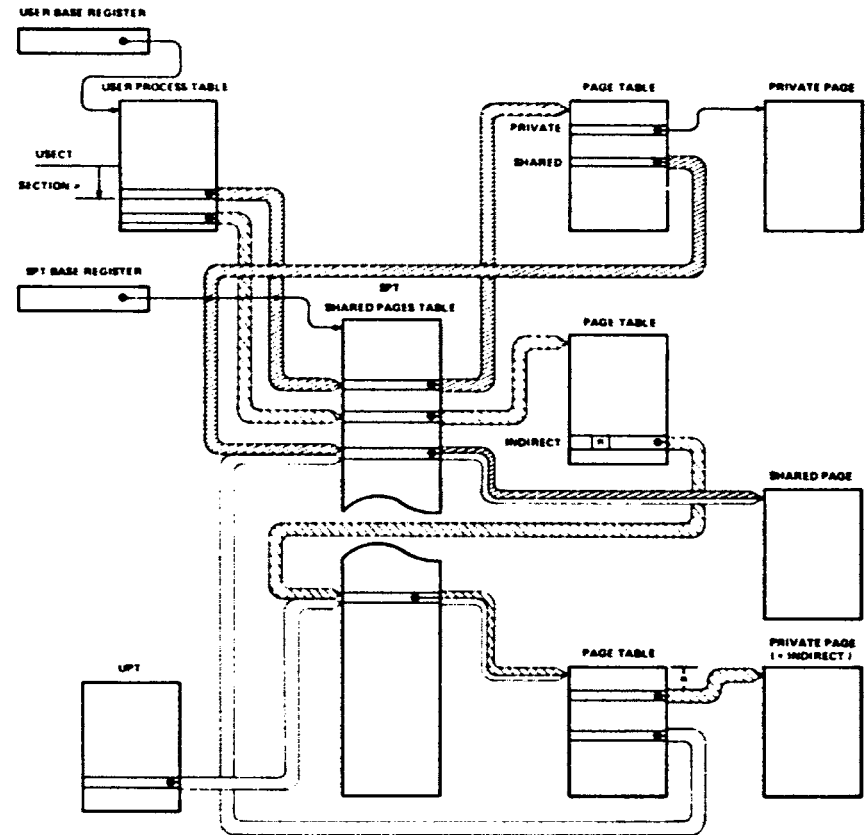 USER BASE REGISTER
USER PROCESS TABLE
PAGE TABLE
PRIVATE PAGE
PRIVATE
USECT
SHARED
SECTION
SPT BASE REGISTER
SPT
SHARED PAGES TABLE
PAGE TABLE
INDIRECT
SHARED PAGE
UPT
PAGE TABLE
PRIVATE PAGE
INDIRECT )